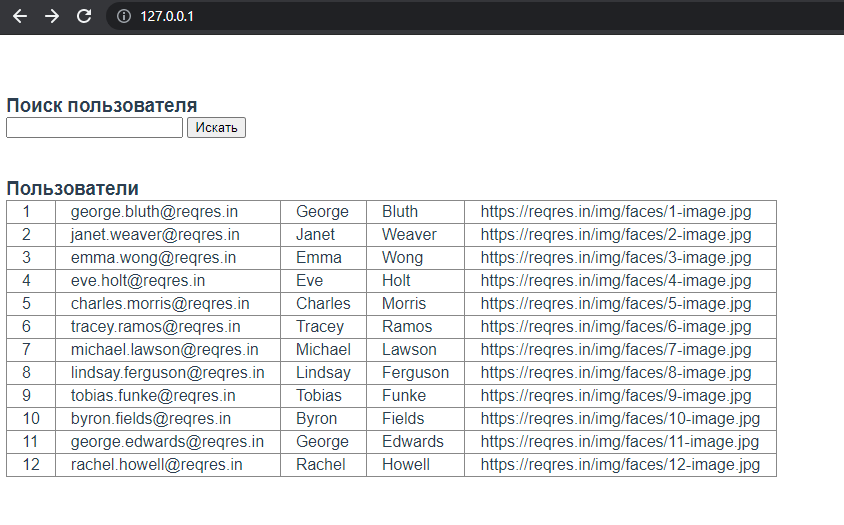 127.0.0.1
Поиск пользователя
Искать
Пользователи
1 george.bluth@reqres.in George Bluth https://reqres.in/img/faces/1-image.jpg
2 janet.weaver@reqres.in Janet Weaver https://reqres.in/img/faces/2-image.jpg
3 emma.wong@reqres.in Emma Wong https://reqres.in/img/faces/3-image.jpg
4 eve.holt@reqres.in Eve Holt https://reqres.in/img/faces/4-image.jpg
5 charles.morris@reqres.in Charles Morris https://reqres.in/img/faces/5-image.jpg
6 tracey.ramos@reqres.in Tracey Ramos https://reqres.in/img/faces/6-image.jpg
7 michael.lawson@reqres.in Michael Lawson https://reqres.in/img/faces/7-image.jpg
8 lindsay.ferguson@reqres.in Lindsay Ferguson https://reqres.in/img/faces/8-image.jpg
9 tobias.funke@reqres.in Tobias Funke https://reqres.in/img/faces/9-image.jpg
10 byron.fields@reqres.in Byron Fields https://reqres.in/img/faces/10-image.jpg
11 george.edwards@reqres.in George Edwards https://reqres.in/img/faces/11-image.jpg
12 rachel.howell@reqres.in Rachel Howell https://reqres.in/img/faces/12-image.jpg